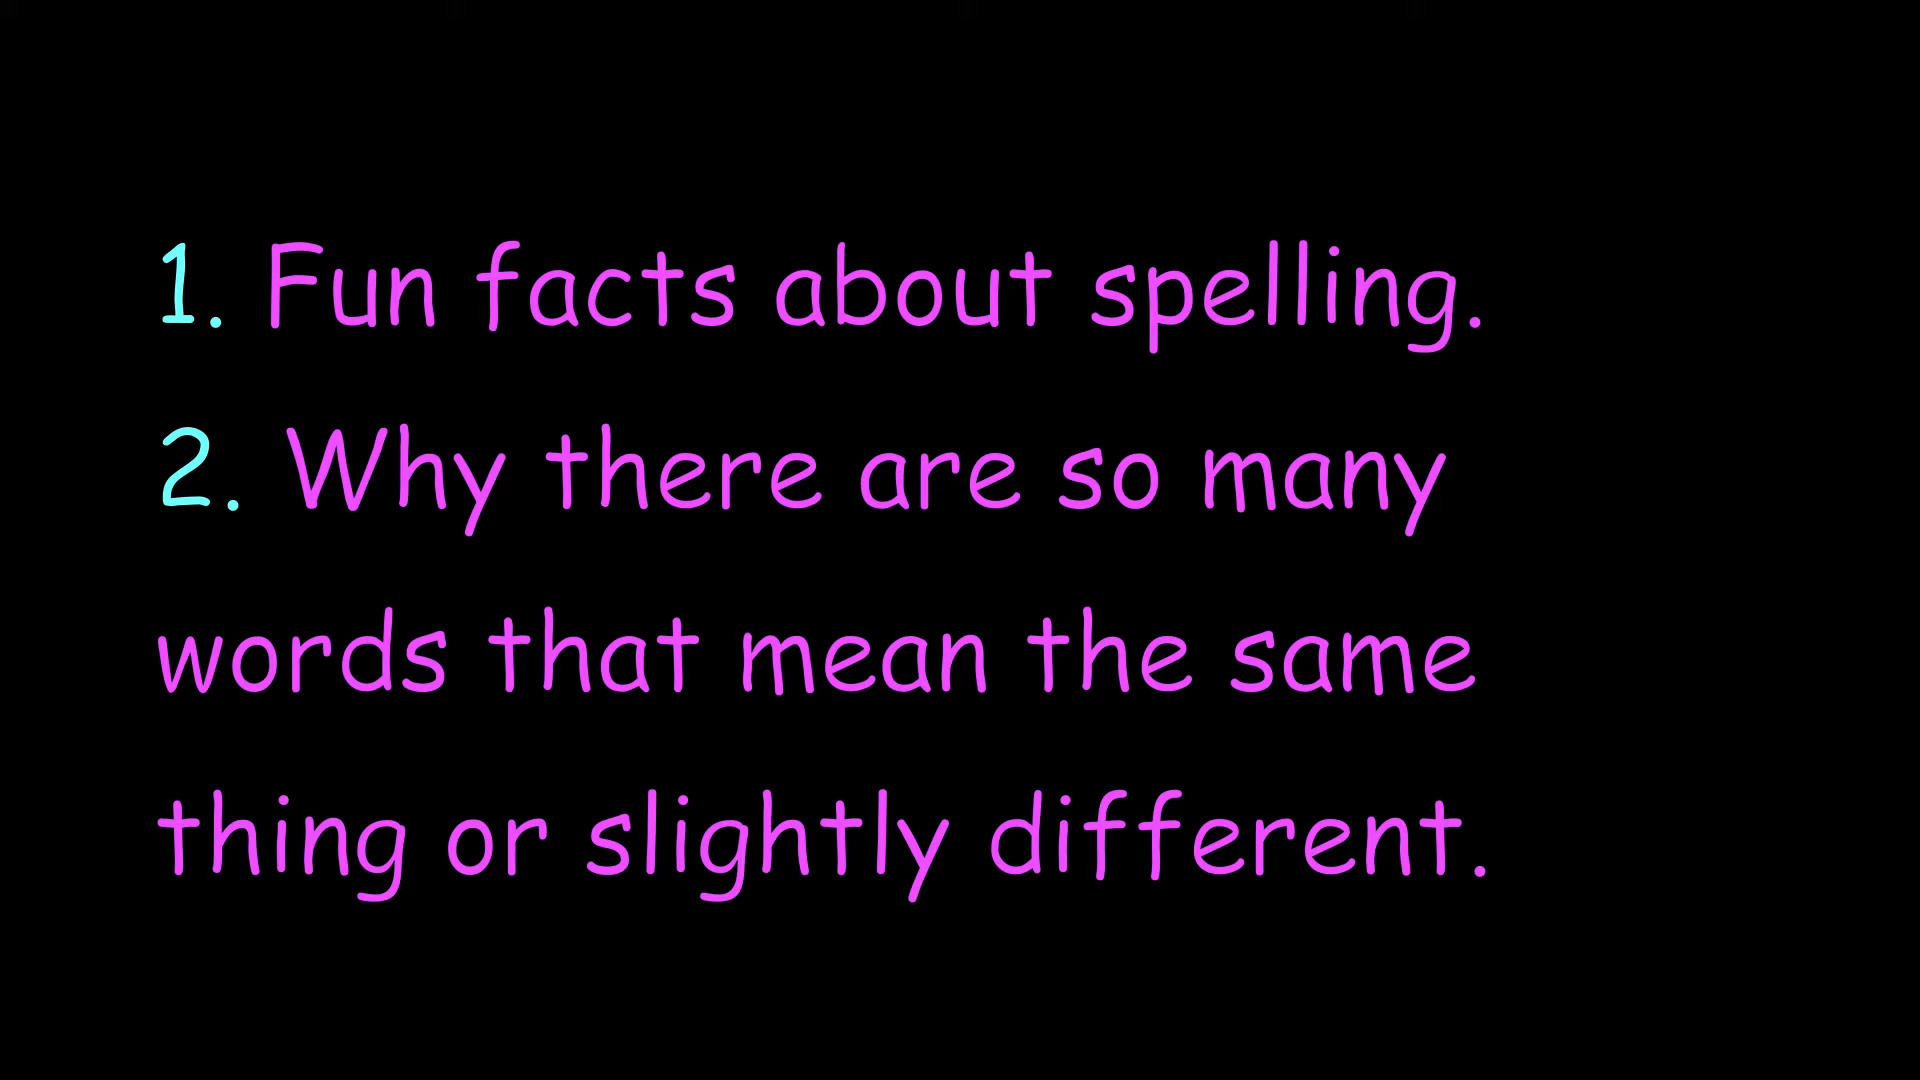 1. Fun facts about spelling.
2. Why there are so many
words that mean the same
thing or slightly different.